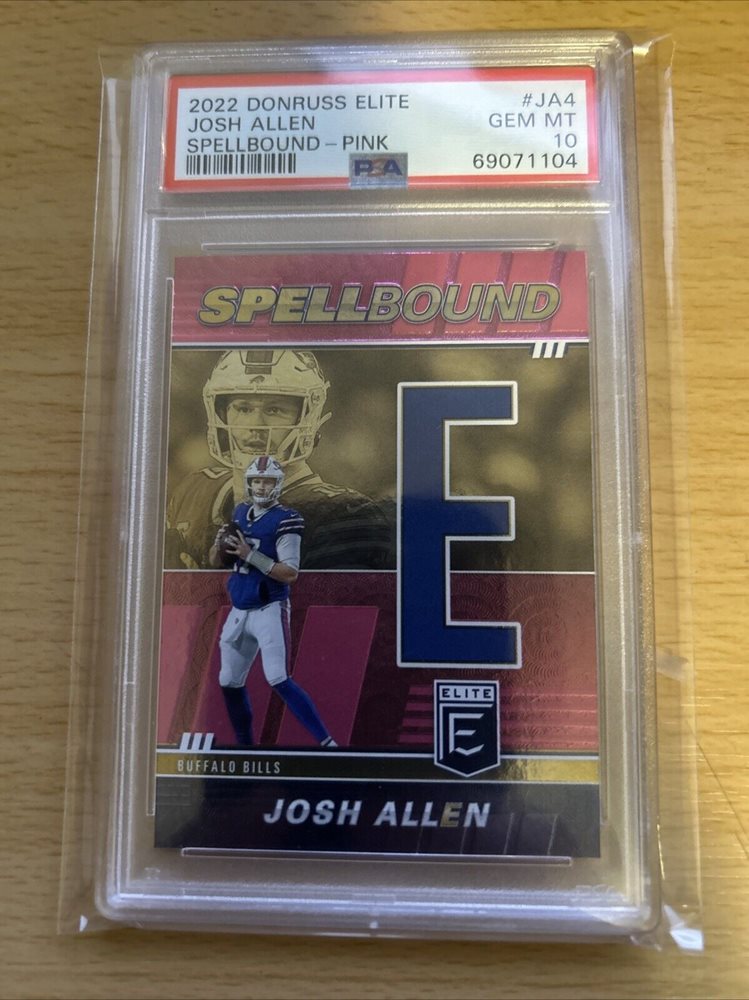 2022 DONRUSS ELITE #JA4
JOSH ALLEN GEM MT
SPELLBOUND - PINK 10
PSA 69071104
SPELLBOUND
E
17
ELITE
E
BUFFALO BILLS
JOSH ALLEN